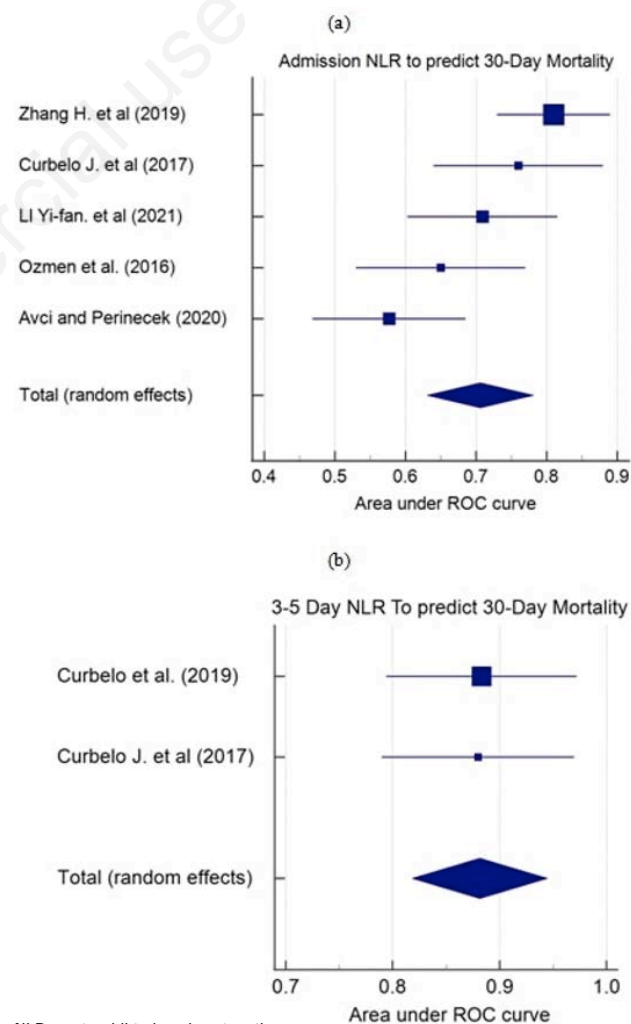 (a)
Admission NLR to predict 30-Day Mortality
Zhang H. et al (2019)
Curbelo J. et al (2017)
LI Yi-fan. et al (2021)
Ozmen et al. (2016)
Avci and Perinecek (2020)
Total (random effects)
0.4 0.5 0.6 0.7 0.8 0.9
Area under ROC curve
(b)
3-5 Day NLR To predict 30-Day Mortality
Curbelo et al. (2019)
Curbelo J. et al (2017)
Total (random effects)
0.7 0.8 0.9 1.0
Area under ROC curve
use